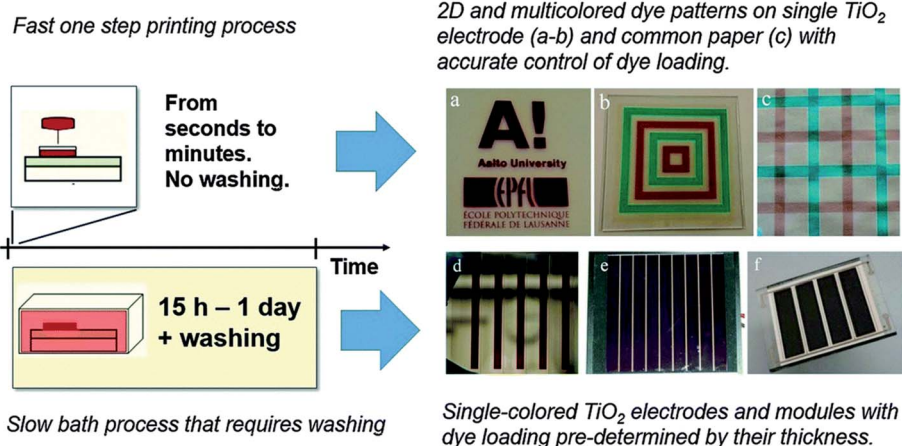 Fast one step printing process
2D and multicolored dye patterns on single TiO₂
electrode (a-b) and common paper (c) with
accurate control of dye loading.
From
seconds to
minutes.
No washing.
a
A!
Aalto University
EPFL
ÉCOLE POLYTECHNIQUE
FÉDÉRALE DE LAUSANNE
b
c
Time
15 h – 1 day
+ washing
d
e
f
Slow bath process that requires washing
Single-colored TiO₂ electrodes and modules with
dye loading pre-determined by their thickness.